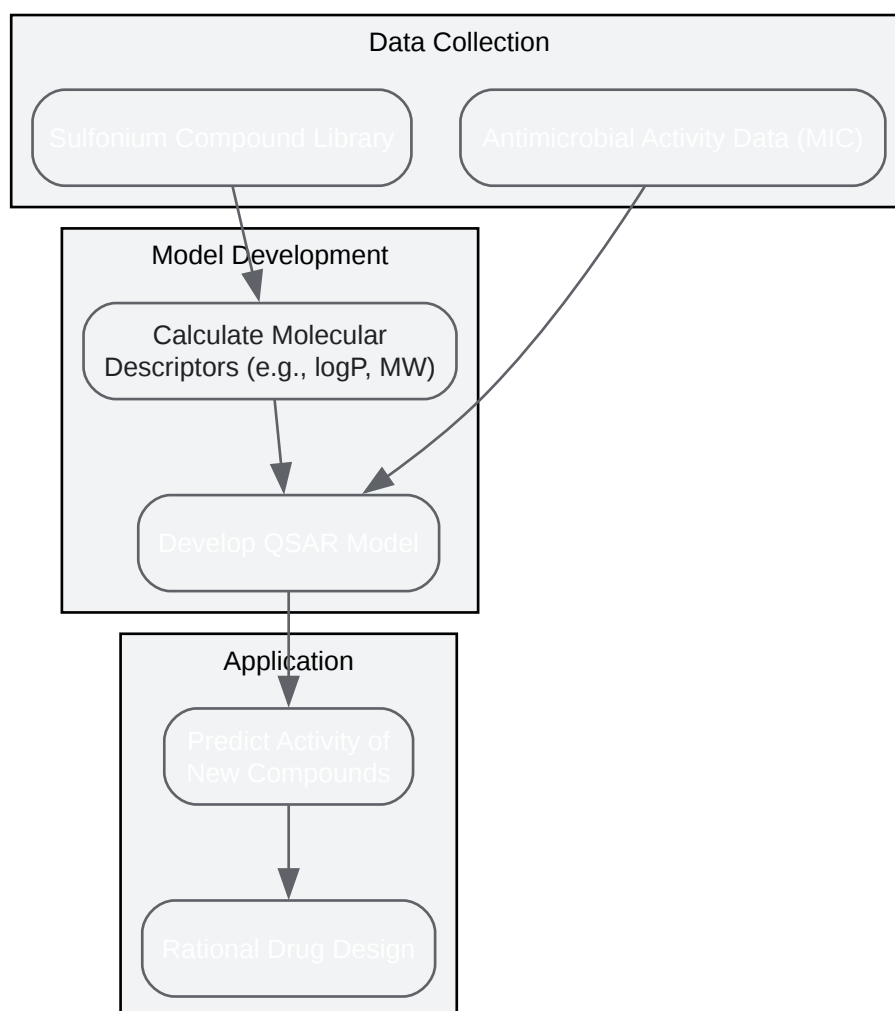 Data Collection
Sulfonium Compound Library
Antimicrobial Activity Data (MIC)
Model Development
Calculate Molecular
Descriptors (e.g., logP, MW)
Develop QSAR Model
Application
Predict Activity of
New Compounds
Rational Drug Design